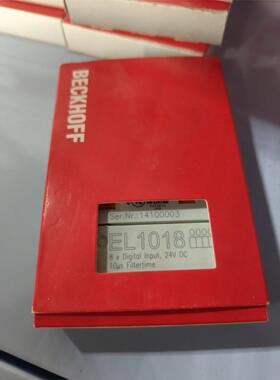 BECKHOFF
Ser.Nr.:14100003
EL1018
8 x Digital Input, 24V DC
10µs Filtertime